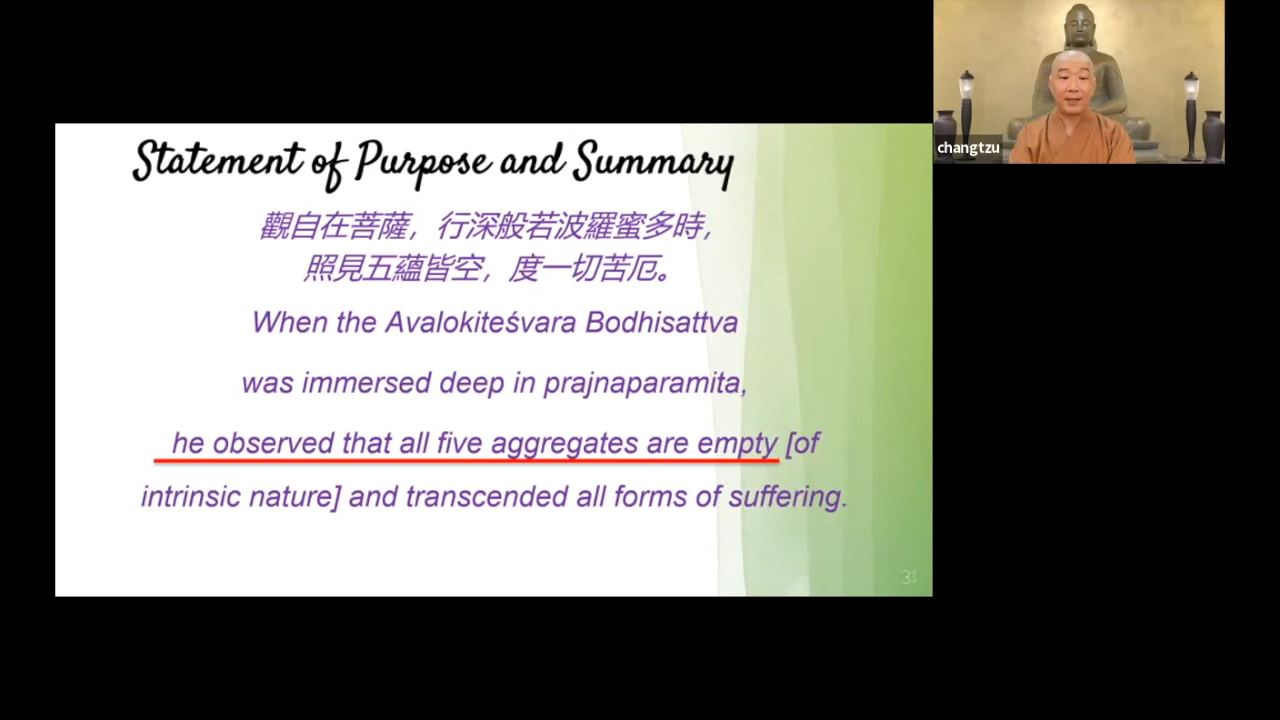 Statement of Purpose and Summary
觀自在菩薩，行深般若波羅蜜多時，
照見五蘊皆空，度一切苦厄。
When the Avalokiteśvara Bodhisattva
was immersed deep in prajnaparamita,
he observed that all five aggregates are empty [of
intrinsic nature] and transcended all forms of suffering.
31
changtzu